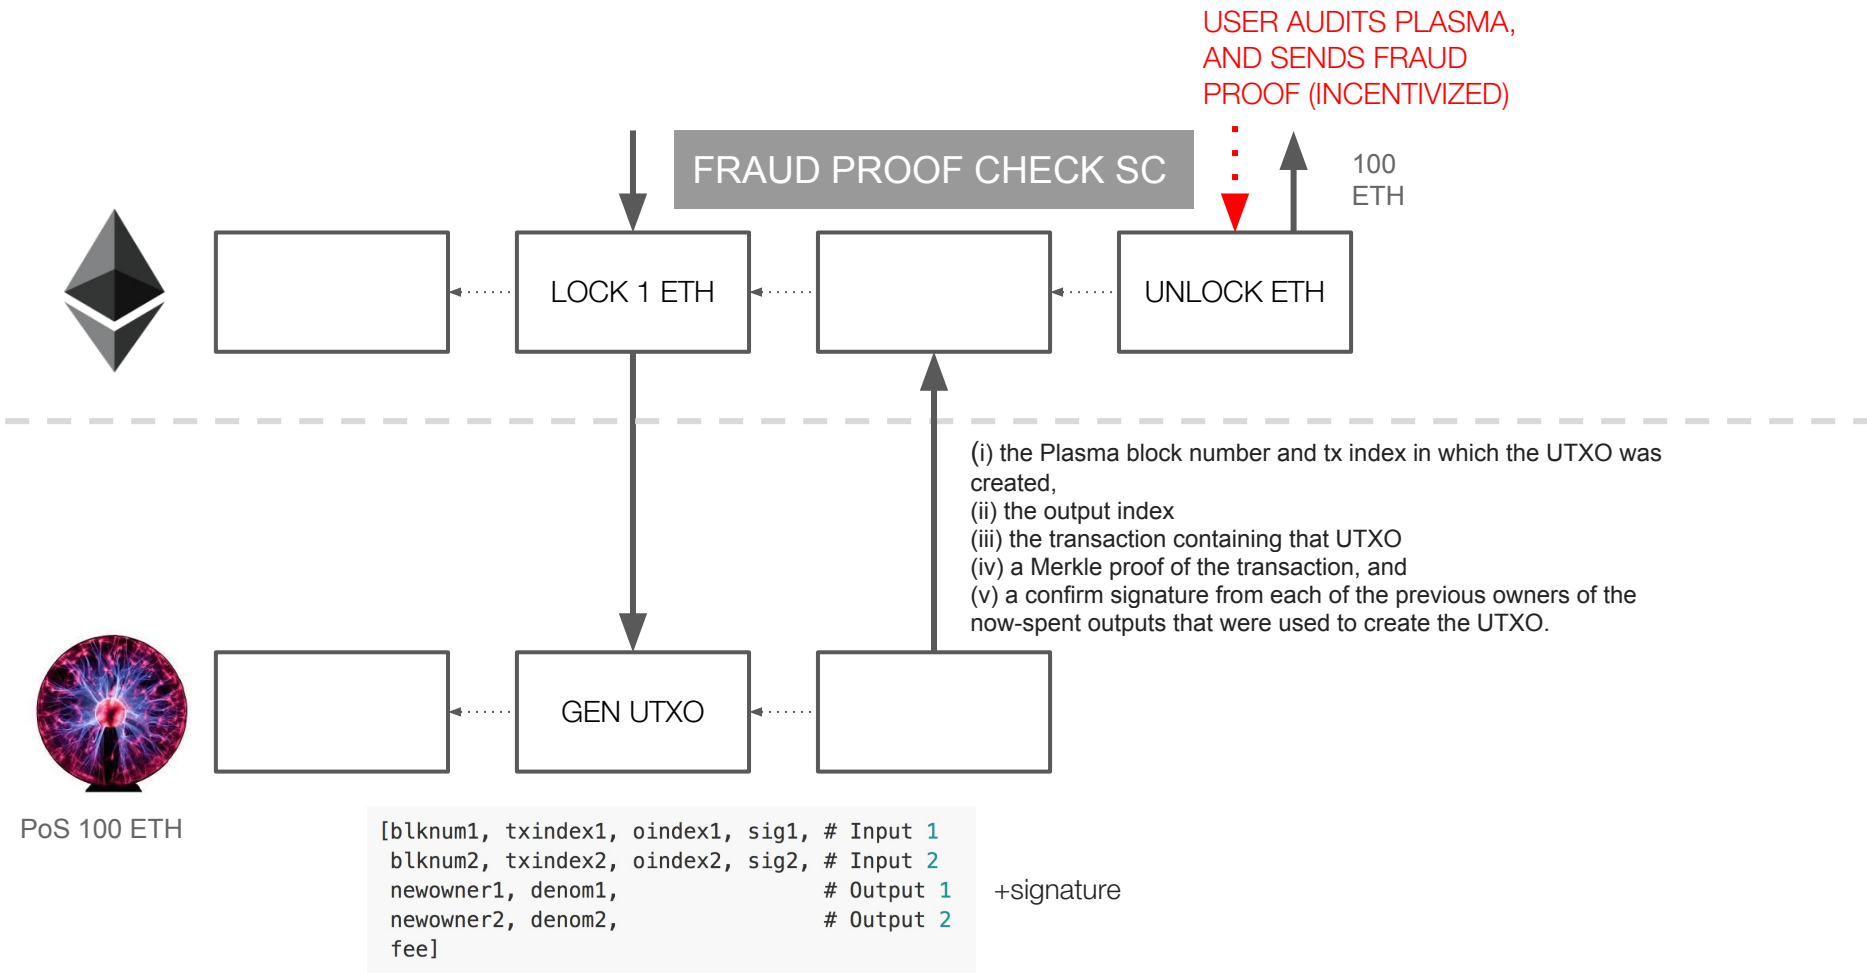 USER AUDITS PLASMA,
AND SENDS FRAUD
PROOF (INCENTIVIZED)
FRAUD PROOF CHECK SC
100
ETH
LOCK 1 ETH
UNLOCK ETH
(i) the Plasma block number and tx index in which the UTXO was
created,
(ii) the output index
(iii) the transaction containing that UTXO
(iv) a Merkle proof of the transaction, and
(v) a confirm signature from each of the previous owners of the
now-spent outputs that were used to create the UTXO.
GEN UTXO
PoS 100 ETH
[blknum1, txindex1, oindex1, sig1, # Input 1
blknum2, txindex2, oindex2, sig2, # Input 2
newowner1, denom1, # Output 1
newowner2, denom2, # Output 2
fee]
+signature